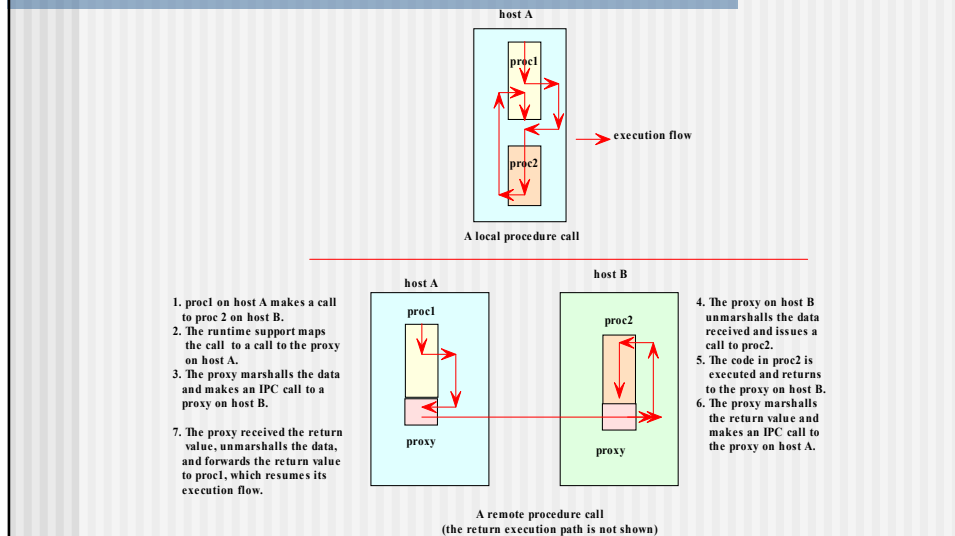 host A
proc1
execution flow
proc2
A local procedure call
host A
host B
1. proc1 on host A makes a call
to proc 2 on host B.
2. The runtime support maps
the call to a call to the proxy
on host A.
3. The proxy marshalls the data
and makes an IPC call to a
proxy on host B.
7. The proxy received the return
value, unmarshalls the data,
and forwards the return value
to proc1, which resumes its
execution flow.
proc1
proxy
proc2
proxy
4. The proxy on host B
unmarshalls the data
received and issues a
call to proc2.
5. The code in proc2 is
executed and returns
to the proxy on host B.
6. The proxy marshalls
the return value and
makes an IPC call to
the proxy on host A.
A remote procedure call
(the return execution path is not shown)